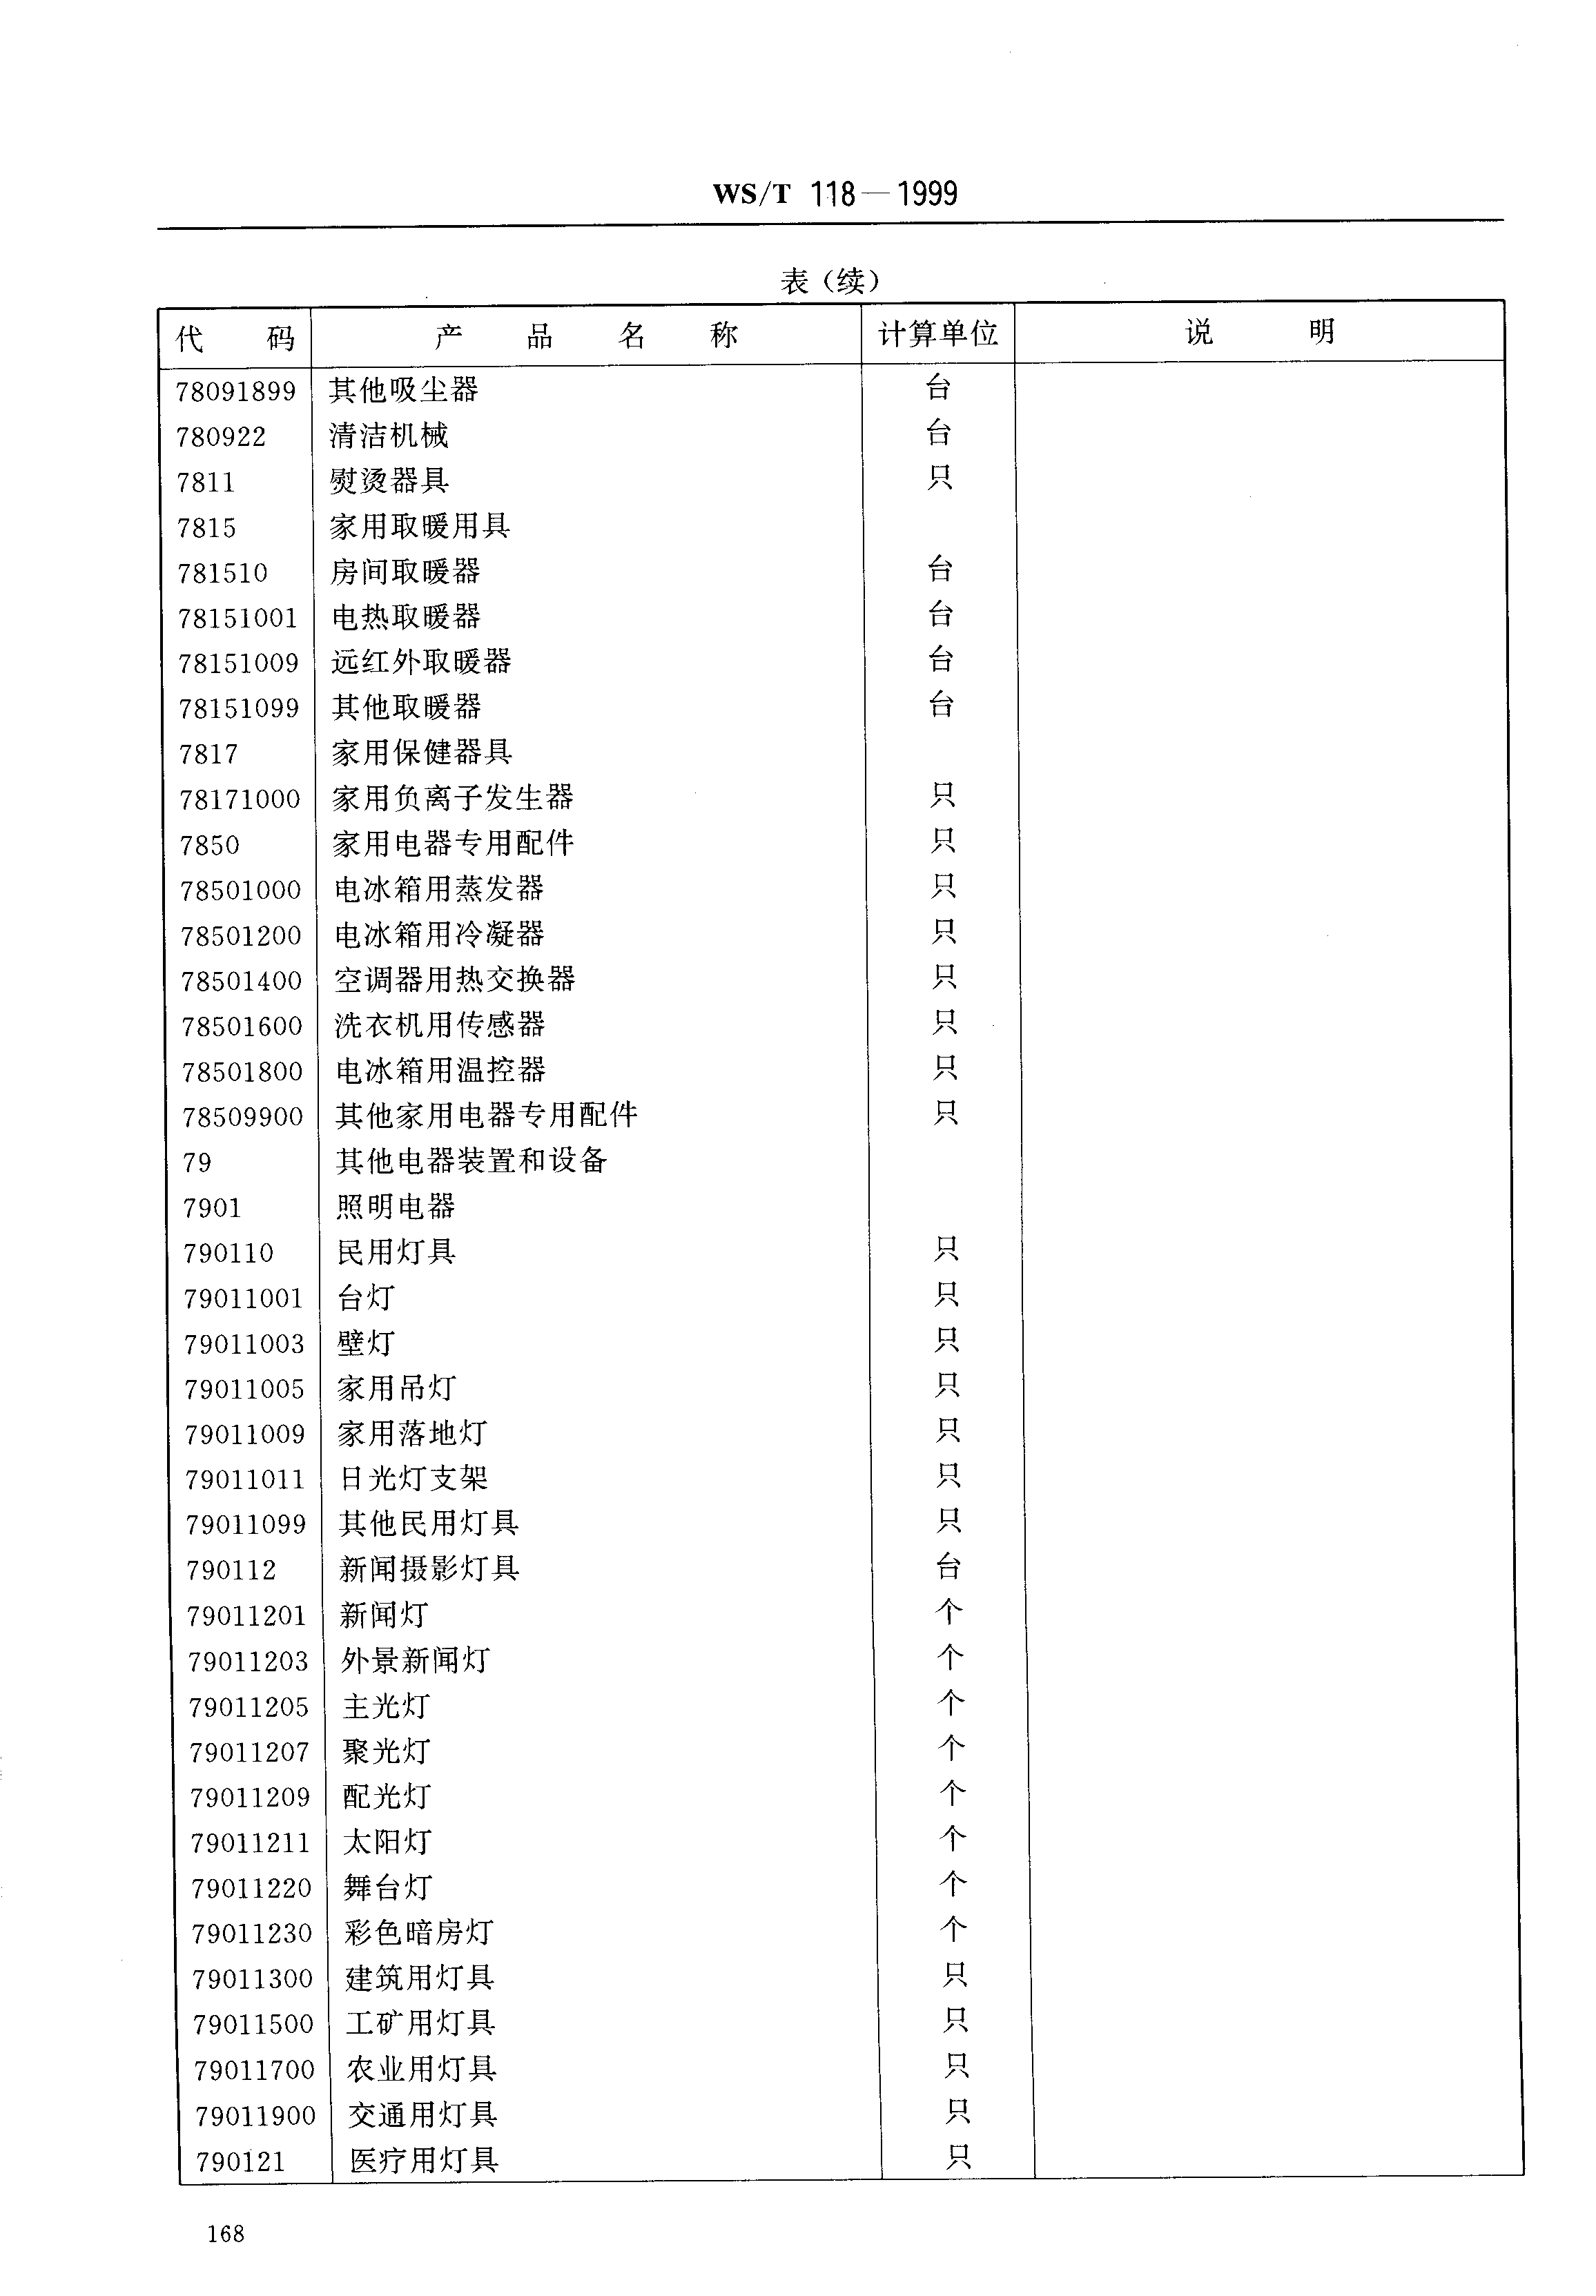 WS/T 118—1999
表（续）
代 码 产 品 名 称 计算单位 说 明
78091899 其他吸尘器 台
780922 清洁机械 台
7811 熨烫器具 只
7815 家用取暖用具
781510 房间取暖器 台
78151001 电热取暖器 台
78151009 远红外取暖器 台
78151099 其他取暖器 台
7817 家用保健器具
78171000 家用负离子发生器 只
7850 家用电器专用配件 只
78501000 电冰箱用蒸发器 只
78501200 电冰箱用冷凝器 只
78501400 空调器用热交换器 只
78501600 洗衣机用传感器 只
78501800 电冰箱用温控器 只
78509900 其他家用电器专用配件 只
79 其他电器装置和设备
7901 照明电器
790110 民用灯具 只
79011001 台灯 只
79011003 壁灯 只
79011005 家用吊灯 只
79011009 家用落地灯 只
79011011 日光灯支架 只
79011099 其他民用灯具 只
790112 新闻摄影灯具 台
79011201 新闻灯 个
79011203 外景新闻灯 个
79011205 主光灯 个
79011207 聚光灯 个
79011209 配光灯 个
79011211 太阳灯 个
79011220 舞台灯 个
79011230 彩色暗房灯 个
79011300 建筑用灯具 只
79011500 工矿用灯具 只
79011700 农业用灯具 只
79011900 交通用灯具 只
790121 医疗用灯具 只
168